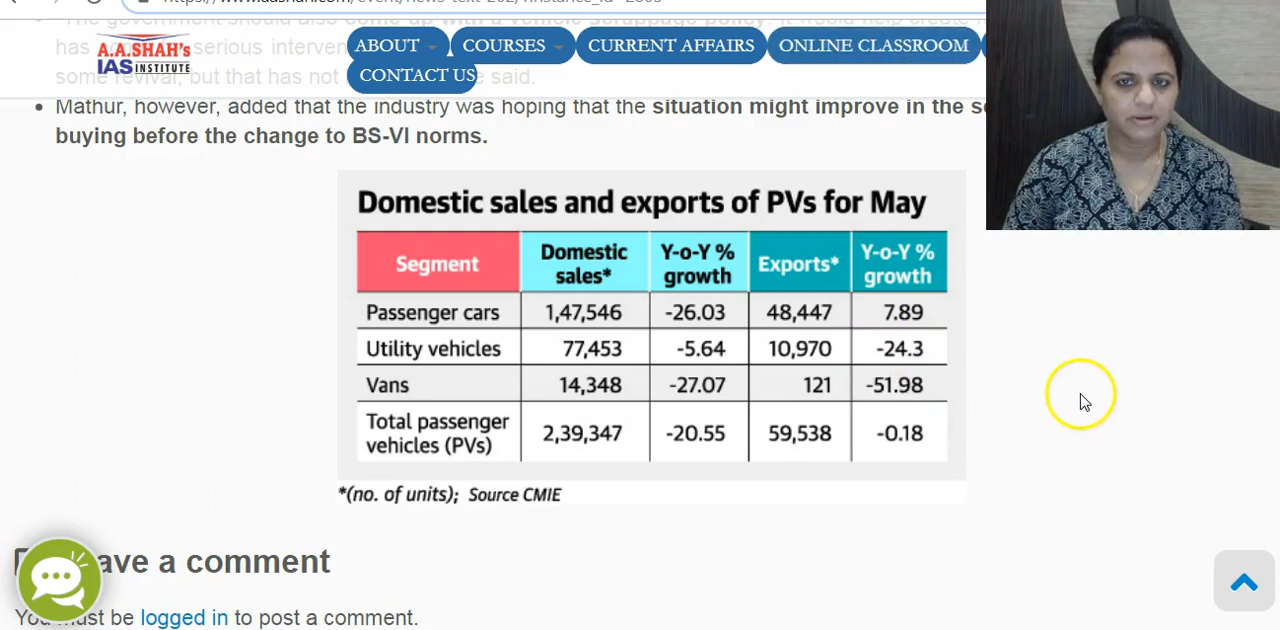 some revival, but that has not
said.
A.A.SHAH's
IAS INSTITUTE
ABOUT
COURSES
CURRENT AFFAIRS
ONLINE CLASSROOM
CONTACT US
• Mathur, however, added that the industry was hoping that the situation might improve in the
buying before the change to BS-VI norms.
Domestic sales and exports of PVs for May
Segment Domestic sales* Y-o-Y % growth Exports* Y-o-Y % growth
Passenger cars 1,47,546 -26.03 48,447 7.89
Utility vehicles 77,453 -5.64 10,970 -24.3
Vans 14,348 -27.07 121 -51.98
Total passenger vehicles (PVs) 2,39,347 -20.55 59,538 -0.18
*(no. of units); Source CMIE
ave a comment
You must be logged in to post a comment.